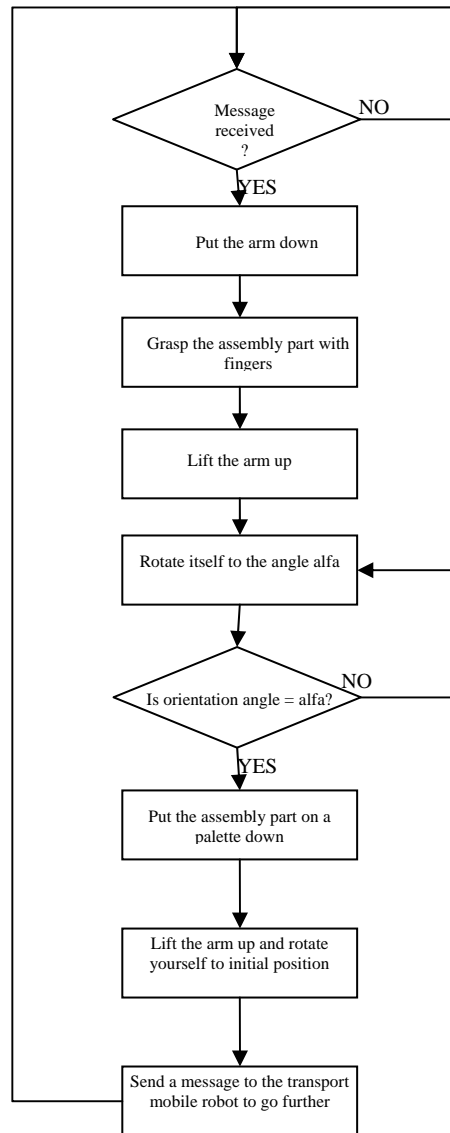 Message
received
?
NO
YES
Put the arm down
Grasp the assembly part with
fingers
Lift the arm up
Rotate itself to the angle alfa
Is orientation angle = alfa?
NO
YES
Put the assembly part on a
palette down
Lift the arm up and rotate
yourself to initial position
Send a message to the transport
mobile robot to go further